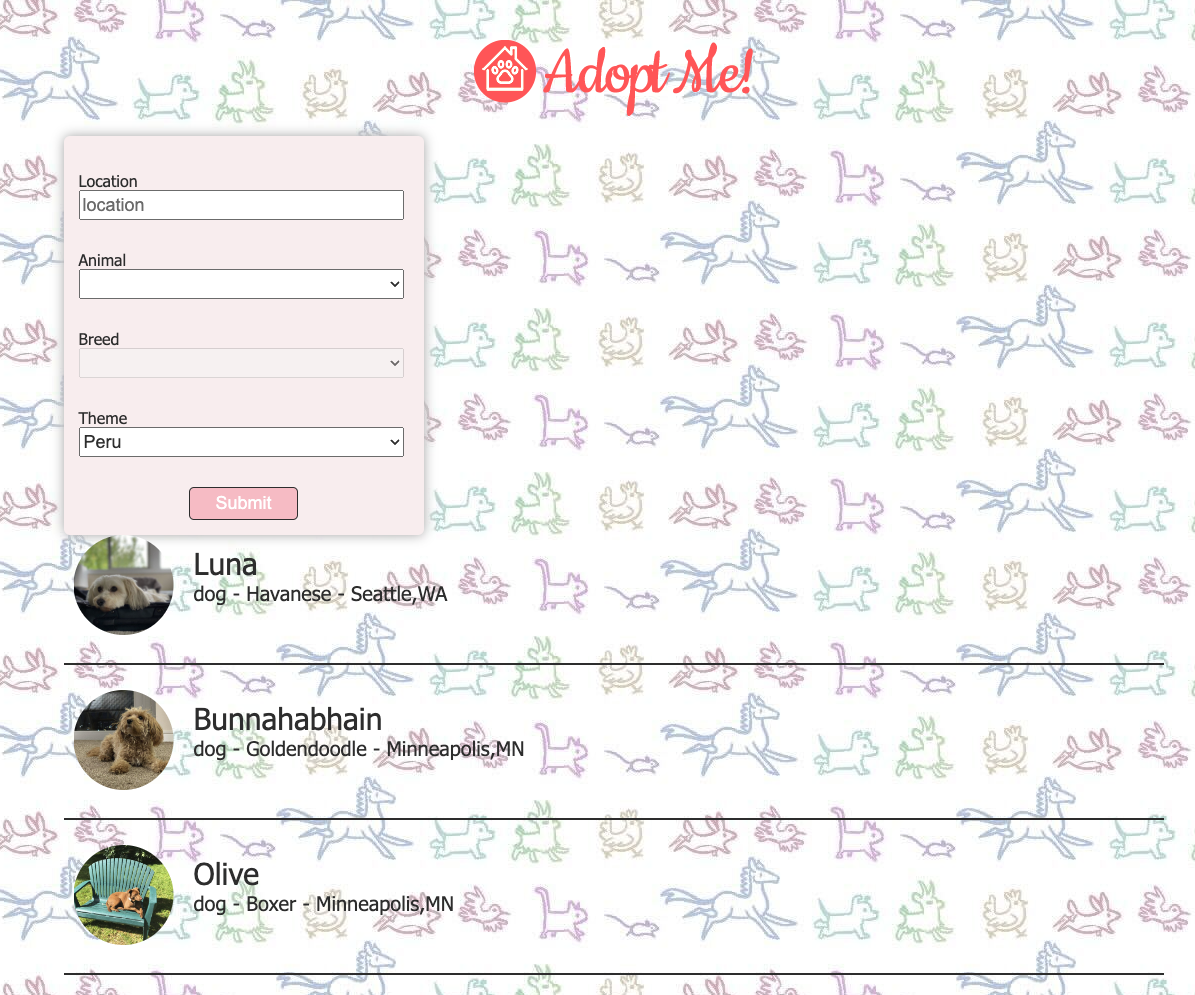 Adopt Me!
Location
location
Animal
Breed
Theme
Peru
Submit
Luna
dog - Havanese - Seattle,WA
Bunnahabhain
dog - Goldendoodle - Minneapolis,MN
Olive
dog - Boxer - Minneapolis,MN